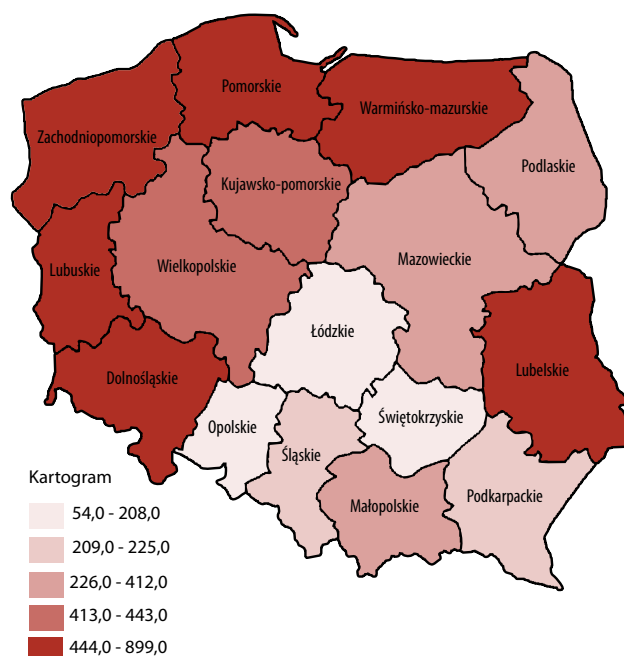 Pomorskie
Warmińsko-mazurskie
Zachodniopomorskie
Podlaskie
Kujawsko-pomorskie
Mazowieckie
Wielkopolskie
Lubuskie
Łódzkie
Lubelskie
Dolnośląskie
Świętokrzyskie
Opolskie
Śląskie
Podkarpackie
Małopolskie
Kartogram
54,0 - 208,0
209,0 - 225,0
226,0 - 412,0
413,0 - 443,0
444,0 - 899,0